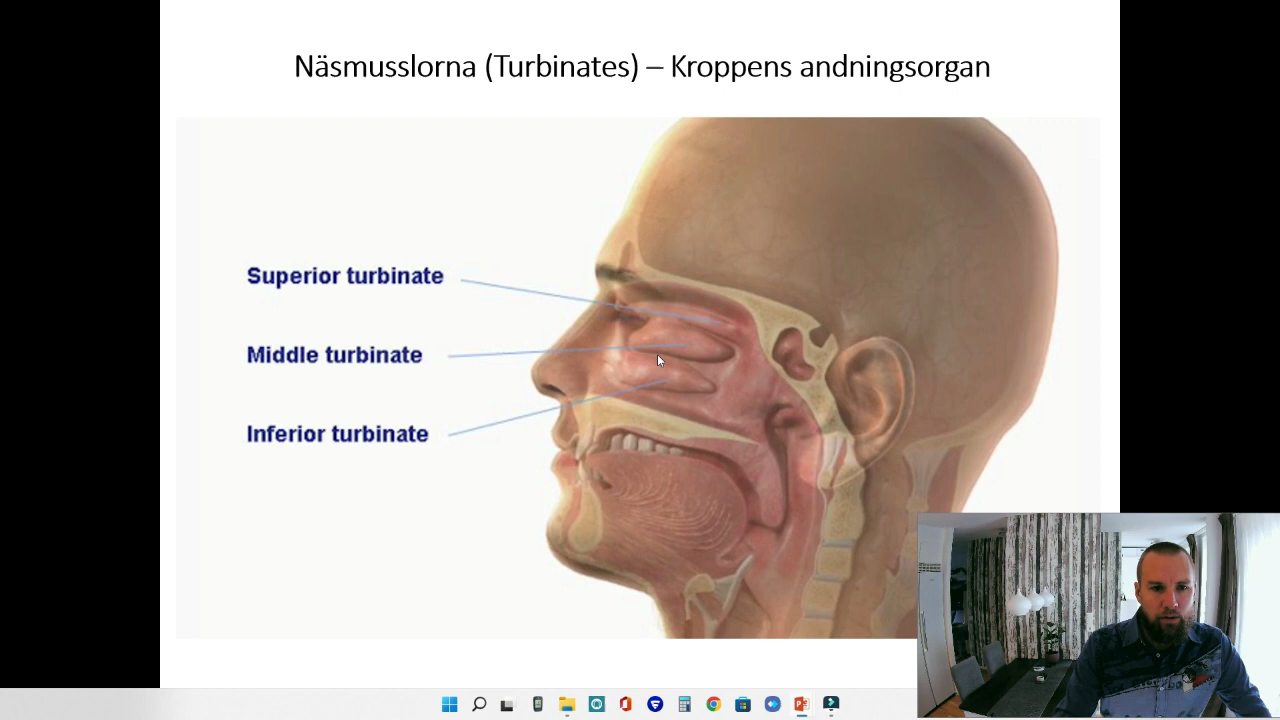 Näsmusslorna (Turbinates) – Kroppens andningsorgan
Superior turbinate
Middle turbinate
Inferior turbinate